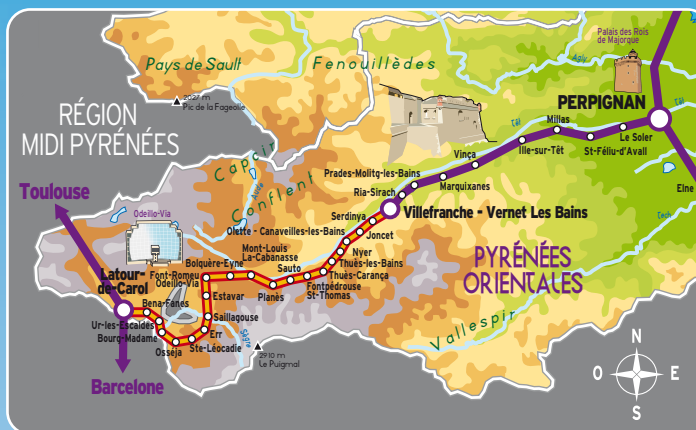 Palais des Rois
de Majorque
Pays de Sault
Fenouillèdes
Agly
2027 m
Pic de la Fageolle
PERPIGNAN
RÉGION
MIDI PYRÉNÉES
Têt
Millas
Têt
Le Soler
Capcir
Vinça
Ille-sur-Têt
St-Féliu-d'Avall
Prades-Molitg-les-Bains
Toulouse
Aude
Conflent
Ria-Sirach
Marquixanes
Elne
Odeillo-Via
Serdinya
Villefranche - Vernet Les Bains
Tech
Olette - Canaveilles-les-Bains
Joncet
Mont-Louis
La-Cabanasse
Nyer
PYRÉNÉES
ORIENTALES
Bolquère-Eyne
Sauto
Thuès-les-Bains
Latour-
de-Carol
Font-Romeu
Odeillo-Via
Thuès-Carança
Planès
Fontpédrouse
St-Thomas
Bena-Fanès
Estavar
Saillagouse
Ur-les-Escaldes
Bourg-Madame
Err
Osséja
Ste-Léocadie
Sègre
Vallespir
2910 m
Le Puigmal
Barcelone
N
O
E
S